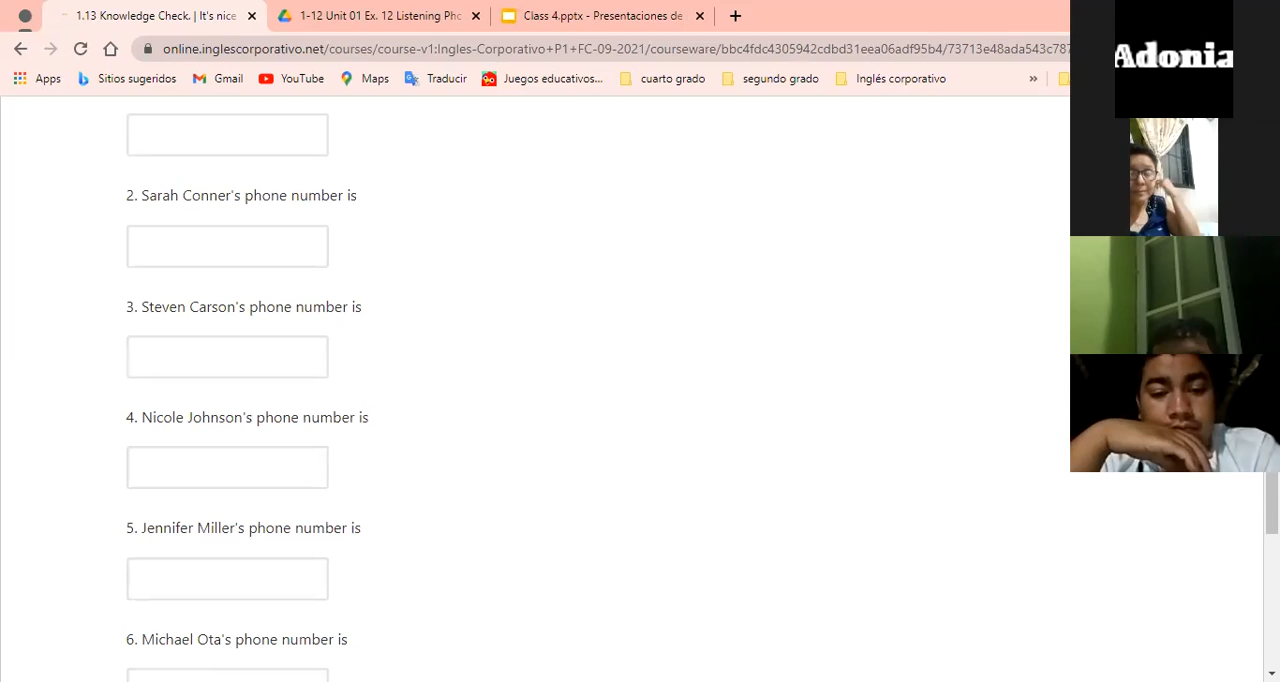 1.13 Knowledge Check. | It's nice
1-12 Unit 01 Ex. 12 Listening Pho
Class 4.pptx - Presentaciones de
online.inglescorporativo.net/courses/course-v1:Ingles-Corporativo+P1+FC-09-2021/courseware/bbc4fdc4305942cdbd31eea06adf95b4/73713e48ada543c787
Apps Sitios sugeridos Gmail YouTube Maps Traducir Juegos educativos... cuarto grado segundo grado Inglés corporativo »
Adonia
2. Sarah Conner's phone number is
3. Steven Carson's phone number is
4. Nicole Johnson's phone number is
5. Jennifer Miller's phone number is
6. Michael Ota's phone number is